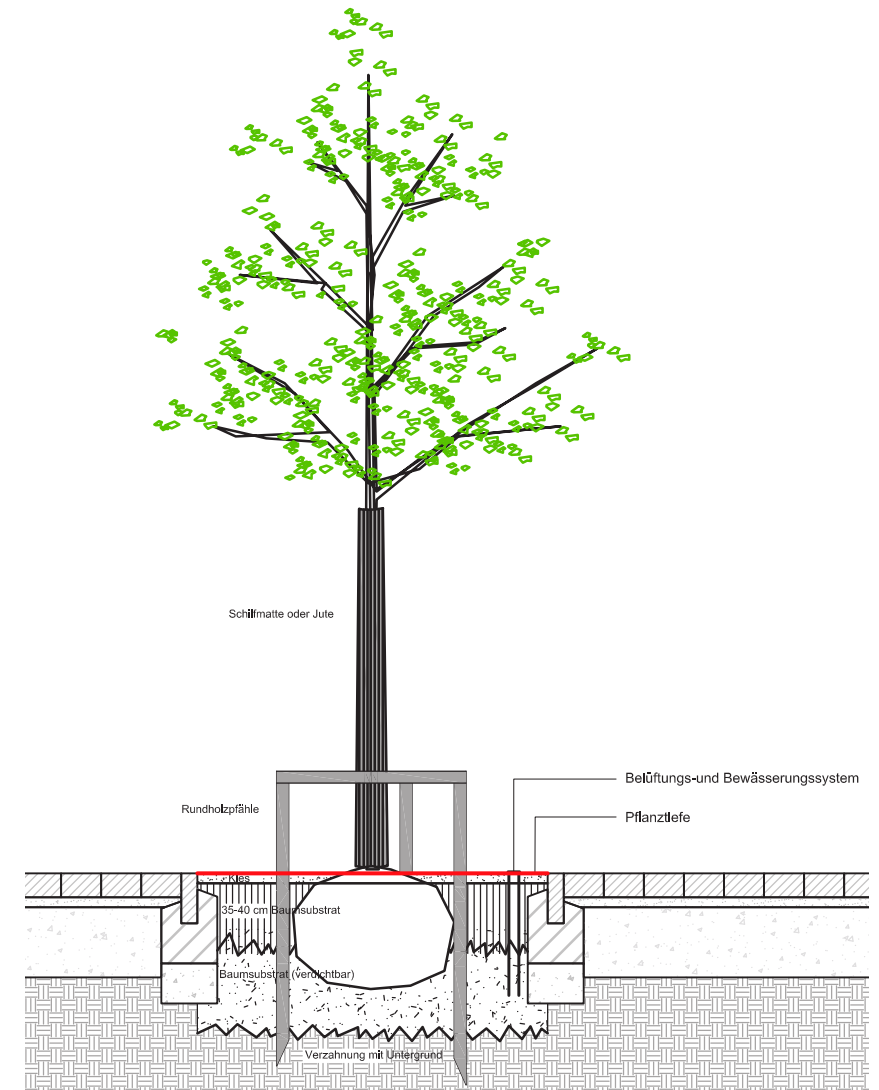 Schilfmatte oder Jute
Belüftungs-und Bewässerungssystem
Rundholzpfähle
Pflanztiefe
Kies
35-40 cm Baumsubstrat
Baumsubstrat (verdichtbar)
Verzahnung mit Untergrund